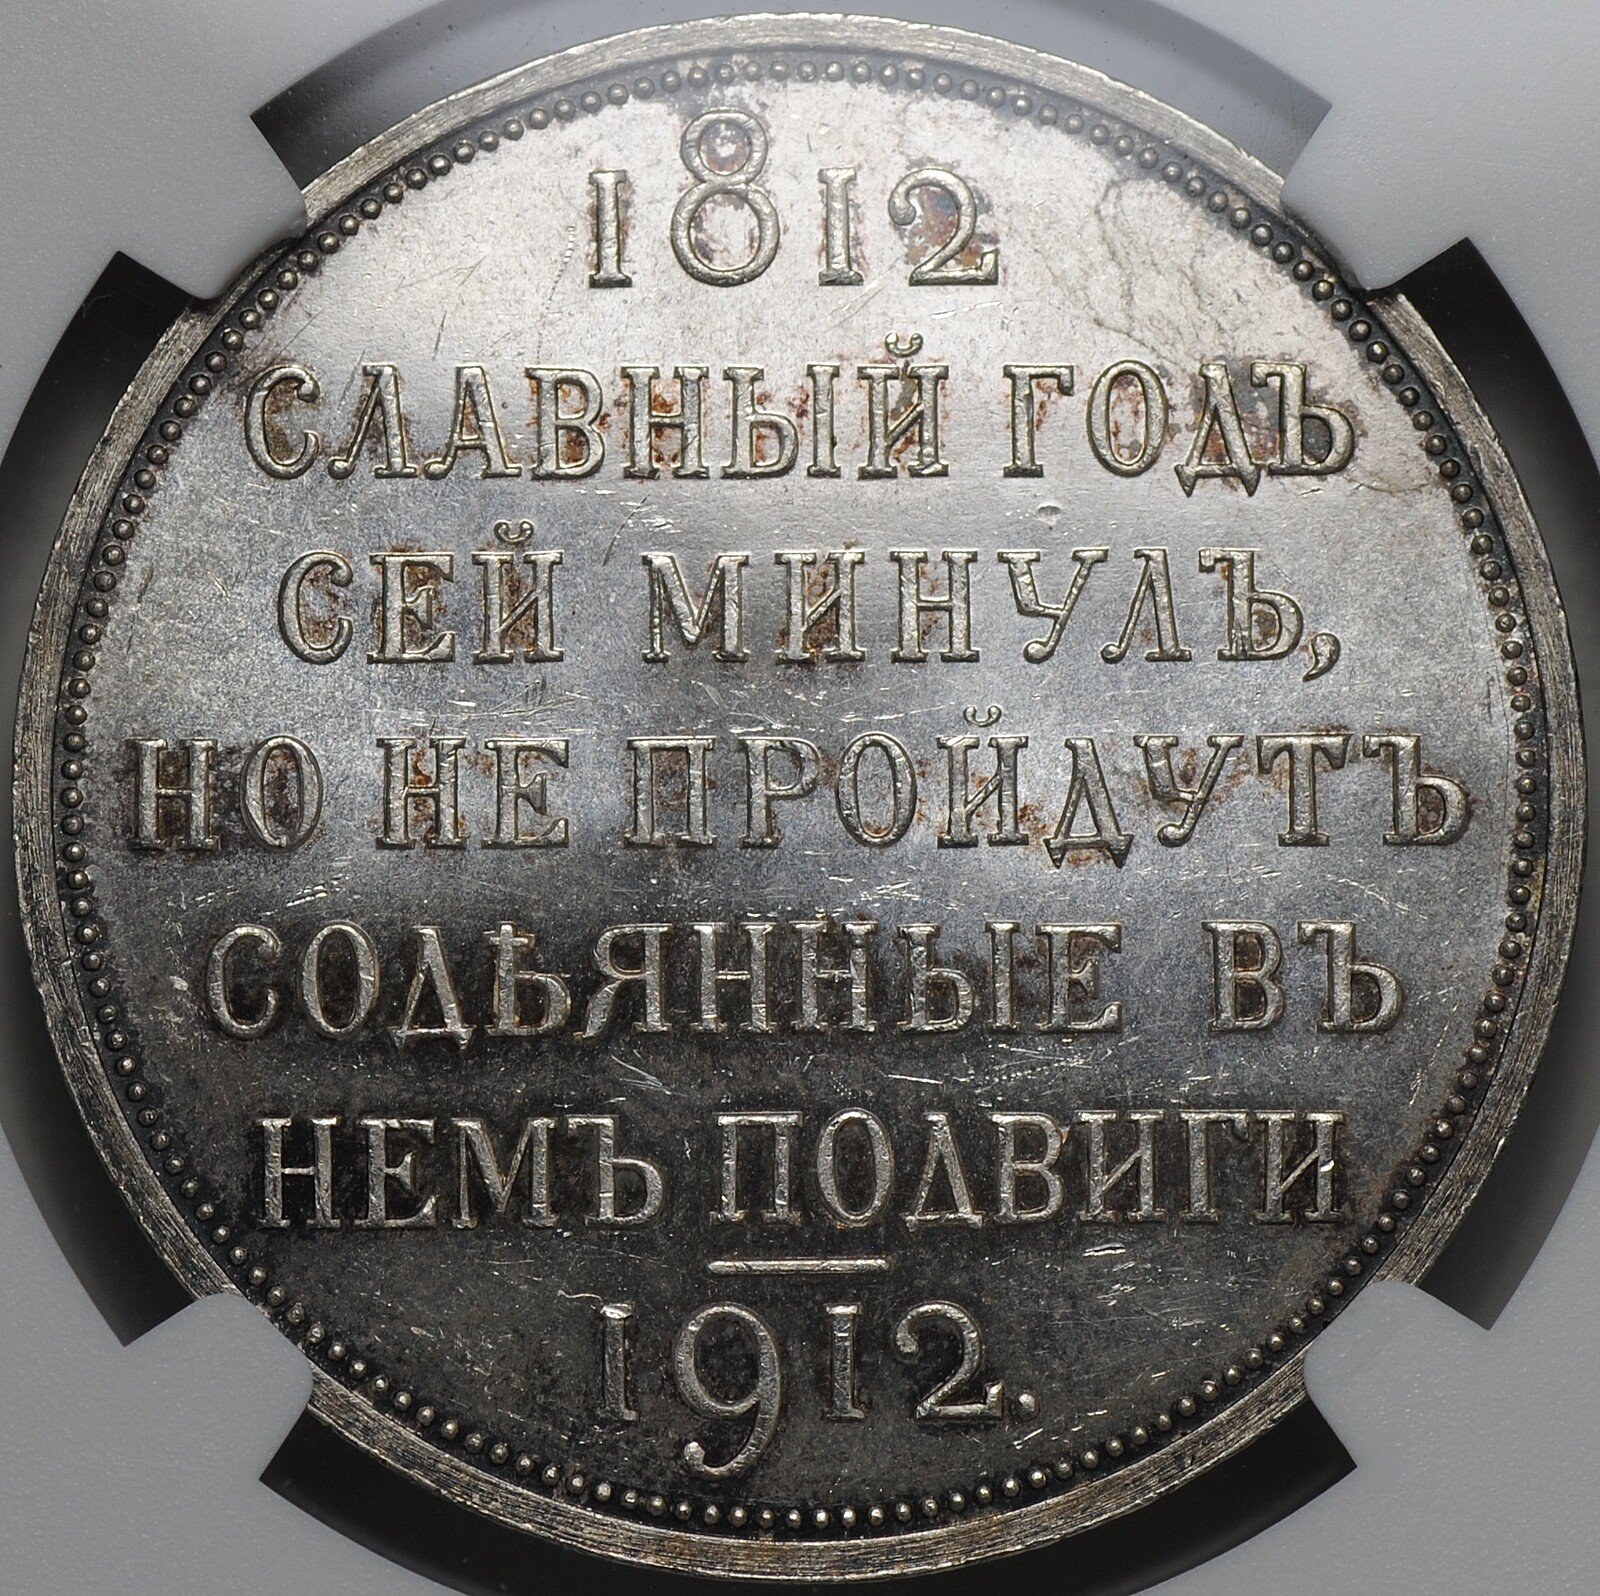 1812
СЛАВНЫЙ ГОДЪ
СЕЙ МИНУЛЪ,
НО НЕ ПРОЙДУТЪ
СОДѢЯННЫЕ ВЪ
НЕМЪ ПОДВИГИ
1912.